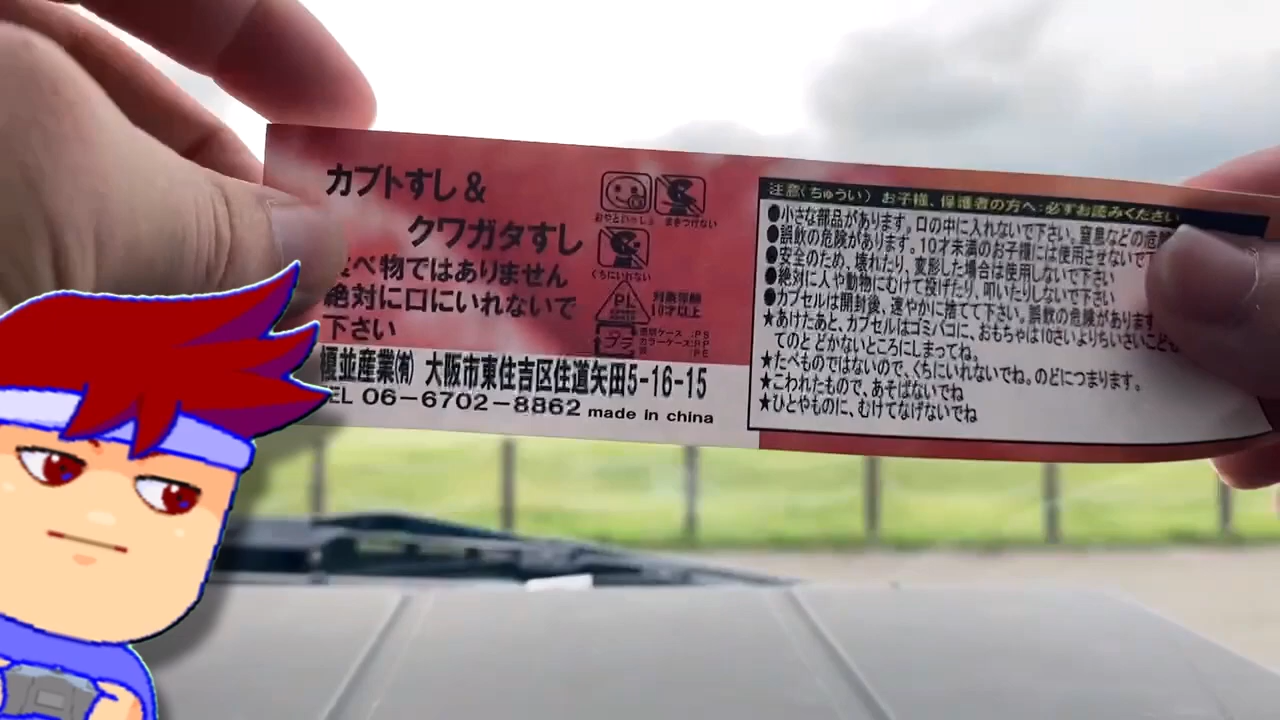 カブトすし&
クワガタすし
べ物ではありません
絶対に口にいれないで
下さい
榎並産業㈲ 大阪市東住吉区住道矢田5-16-15
EL 06-6702-8862 made in china
おやといっしょ
まきつけない
くちにいれない
PL
対象年齢
10才以上
プラ
透明ケース:PS
カラーケース:PP
袋 :PE
注意(ちゅうい) お子様、保護者の方へ:必ずお読みください
●小さな部品があります。口の中に入れないで下さい。窒息などの危険
●誤飲の危険があります。10才未満のお子様には使用させないで下
●安全のため、壊れたり、変形した場合は使用しないで下さい
●絶対に人や動物にむけて投げたり、叩いたりしないで下さい
●カプセルは開封後、速やかに捨てて下さい。誤飲の危険があります
★あけたあと、カプセルはゴミバコに、おもちゃは10さいよりちいさいこども
てのとどかないところにしまってね。
★たべものではないので、くちにいれないでね。のどにつまります。
★こわれたもので、あそばないでね
★ひとやものに、むけてなげないでね